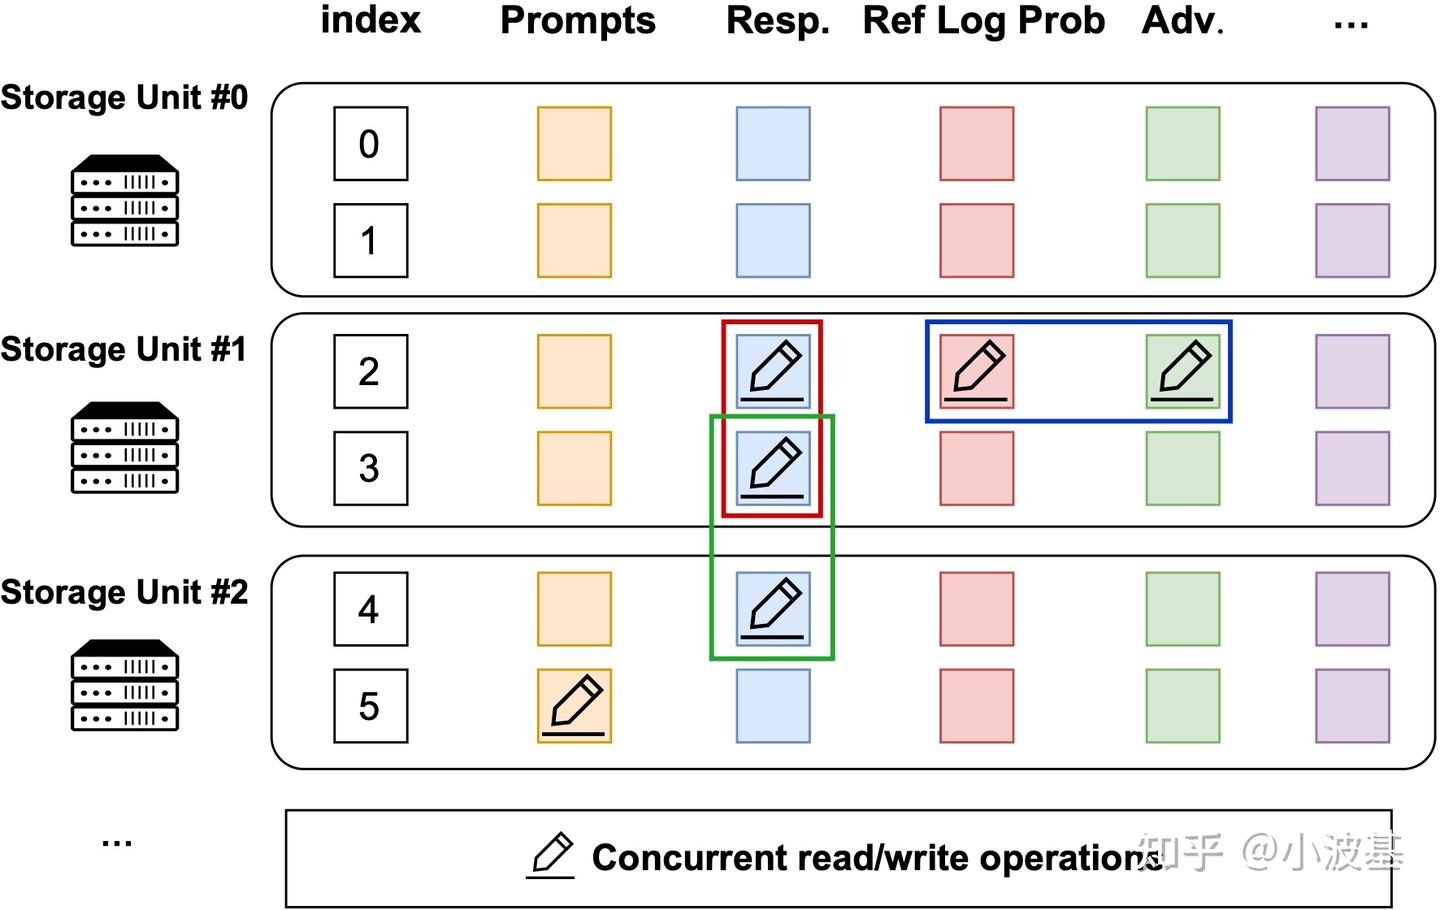 index Prompts Resp. Ref Log Prob Adv. ...
Storage Unit #0
0
1
Storage Unit #1
2
3
Storage Unit #2
4
5
...
Concurrent read/write operations
知乎 @小波基